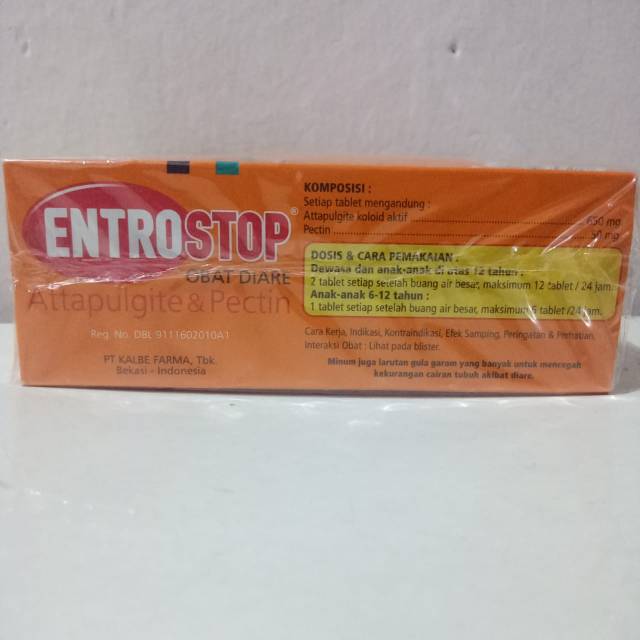 ENTROSTOP®
OBAT DIARE
Attapulgite & Pectin
Reg. No. DBL 9111602010A1
PT KALBE FARMA, Tbk.
Bekasi - Indonesia
KOMPOSISI :
Setiap tablet mengandung :
Attapulgite koloid aktif ........ 650 mg
Pectin ........ 50 mg
DOSIS & CARA PEMAKAIAN :
Dewasa dan anak-anak di atas 12 tahun :
2 tablet setiap setelah buang air besar, maksimum 12 tablet / 24 jam.
Anak-anak 6-12 tahun :
1 tablet setiap setelah buang air besar, maksimum 6 tablet /24 jam.
Cara Kerja, Indikasi, Kontraindikasi, Efek Samping, Peringatan & Perhatian,
Interaksi Obat : Lihat pada blister.
Minum juga larutan gula garam yang banyak untuk mencegah
kekurangan cairan tubuh akibat diare.